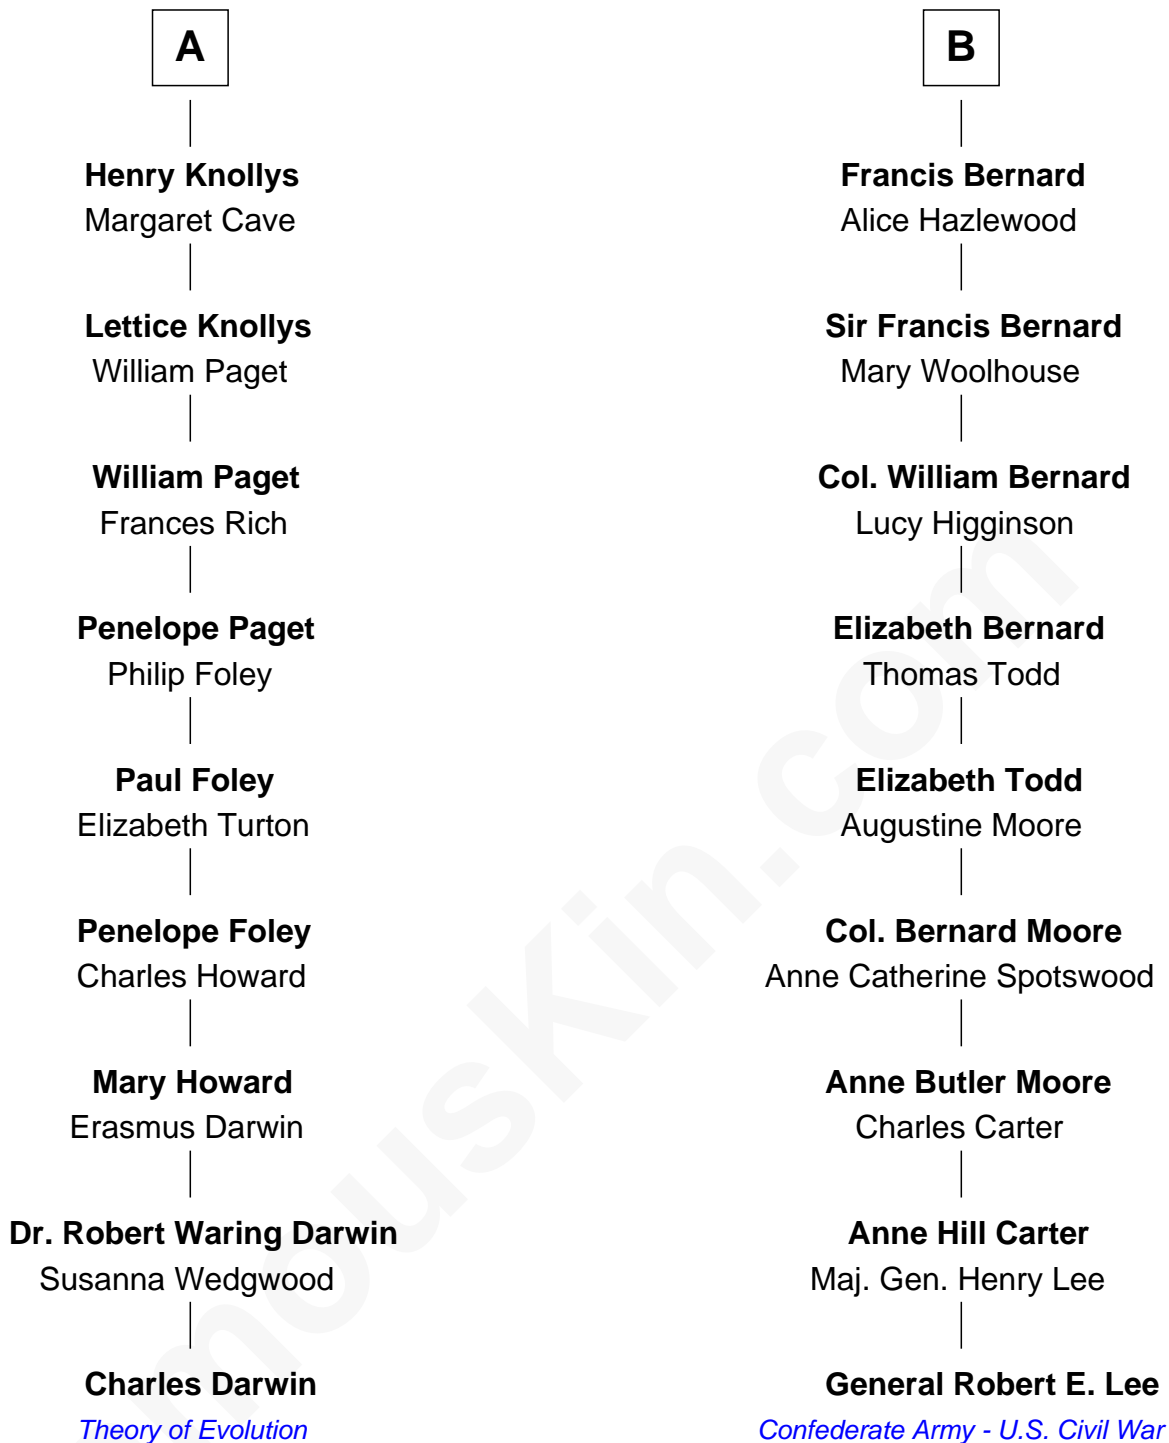 A
B
Henry Knollys
Margaret Cave
Francis Bernard
Alice Hazlewood
Lettice Knollys
William Paget
Sir Francis Bernard
Mary Woolhouse
William Paget
Frances Rich
Col. William Bernard
Lucy Higginson
Penelope Paget
Philip Foley
Elizabeth Bernard
Thomas Todd
Paul Foley
Elizabeth Turton
Elizabeth Todd
Augustine Moore
Penelope Foley
Charles Howard
Col. Bernard Moore
Anne Catherine Spotswood
Mary Howard
Erasmus Darwin
Anne Butler Moore
Charles Carter
Dr. Robert Waring Darwin
Susanna Wedgwood
Anne Hill Carter
Maj. Gen. Henry Lee
Charles Darwin
Theory of Evolution
General Robert E. Lee
Confederate Army - U.S. Civil War
mousKin.com